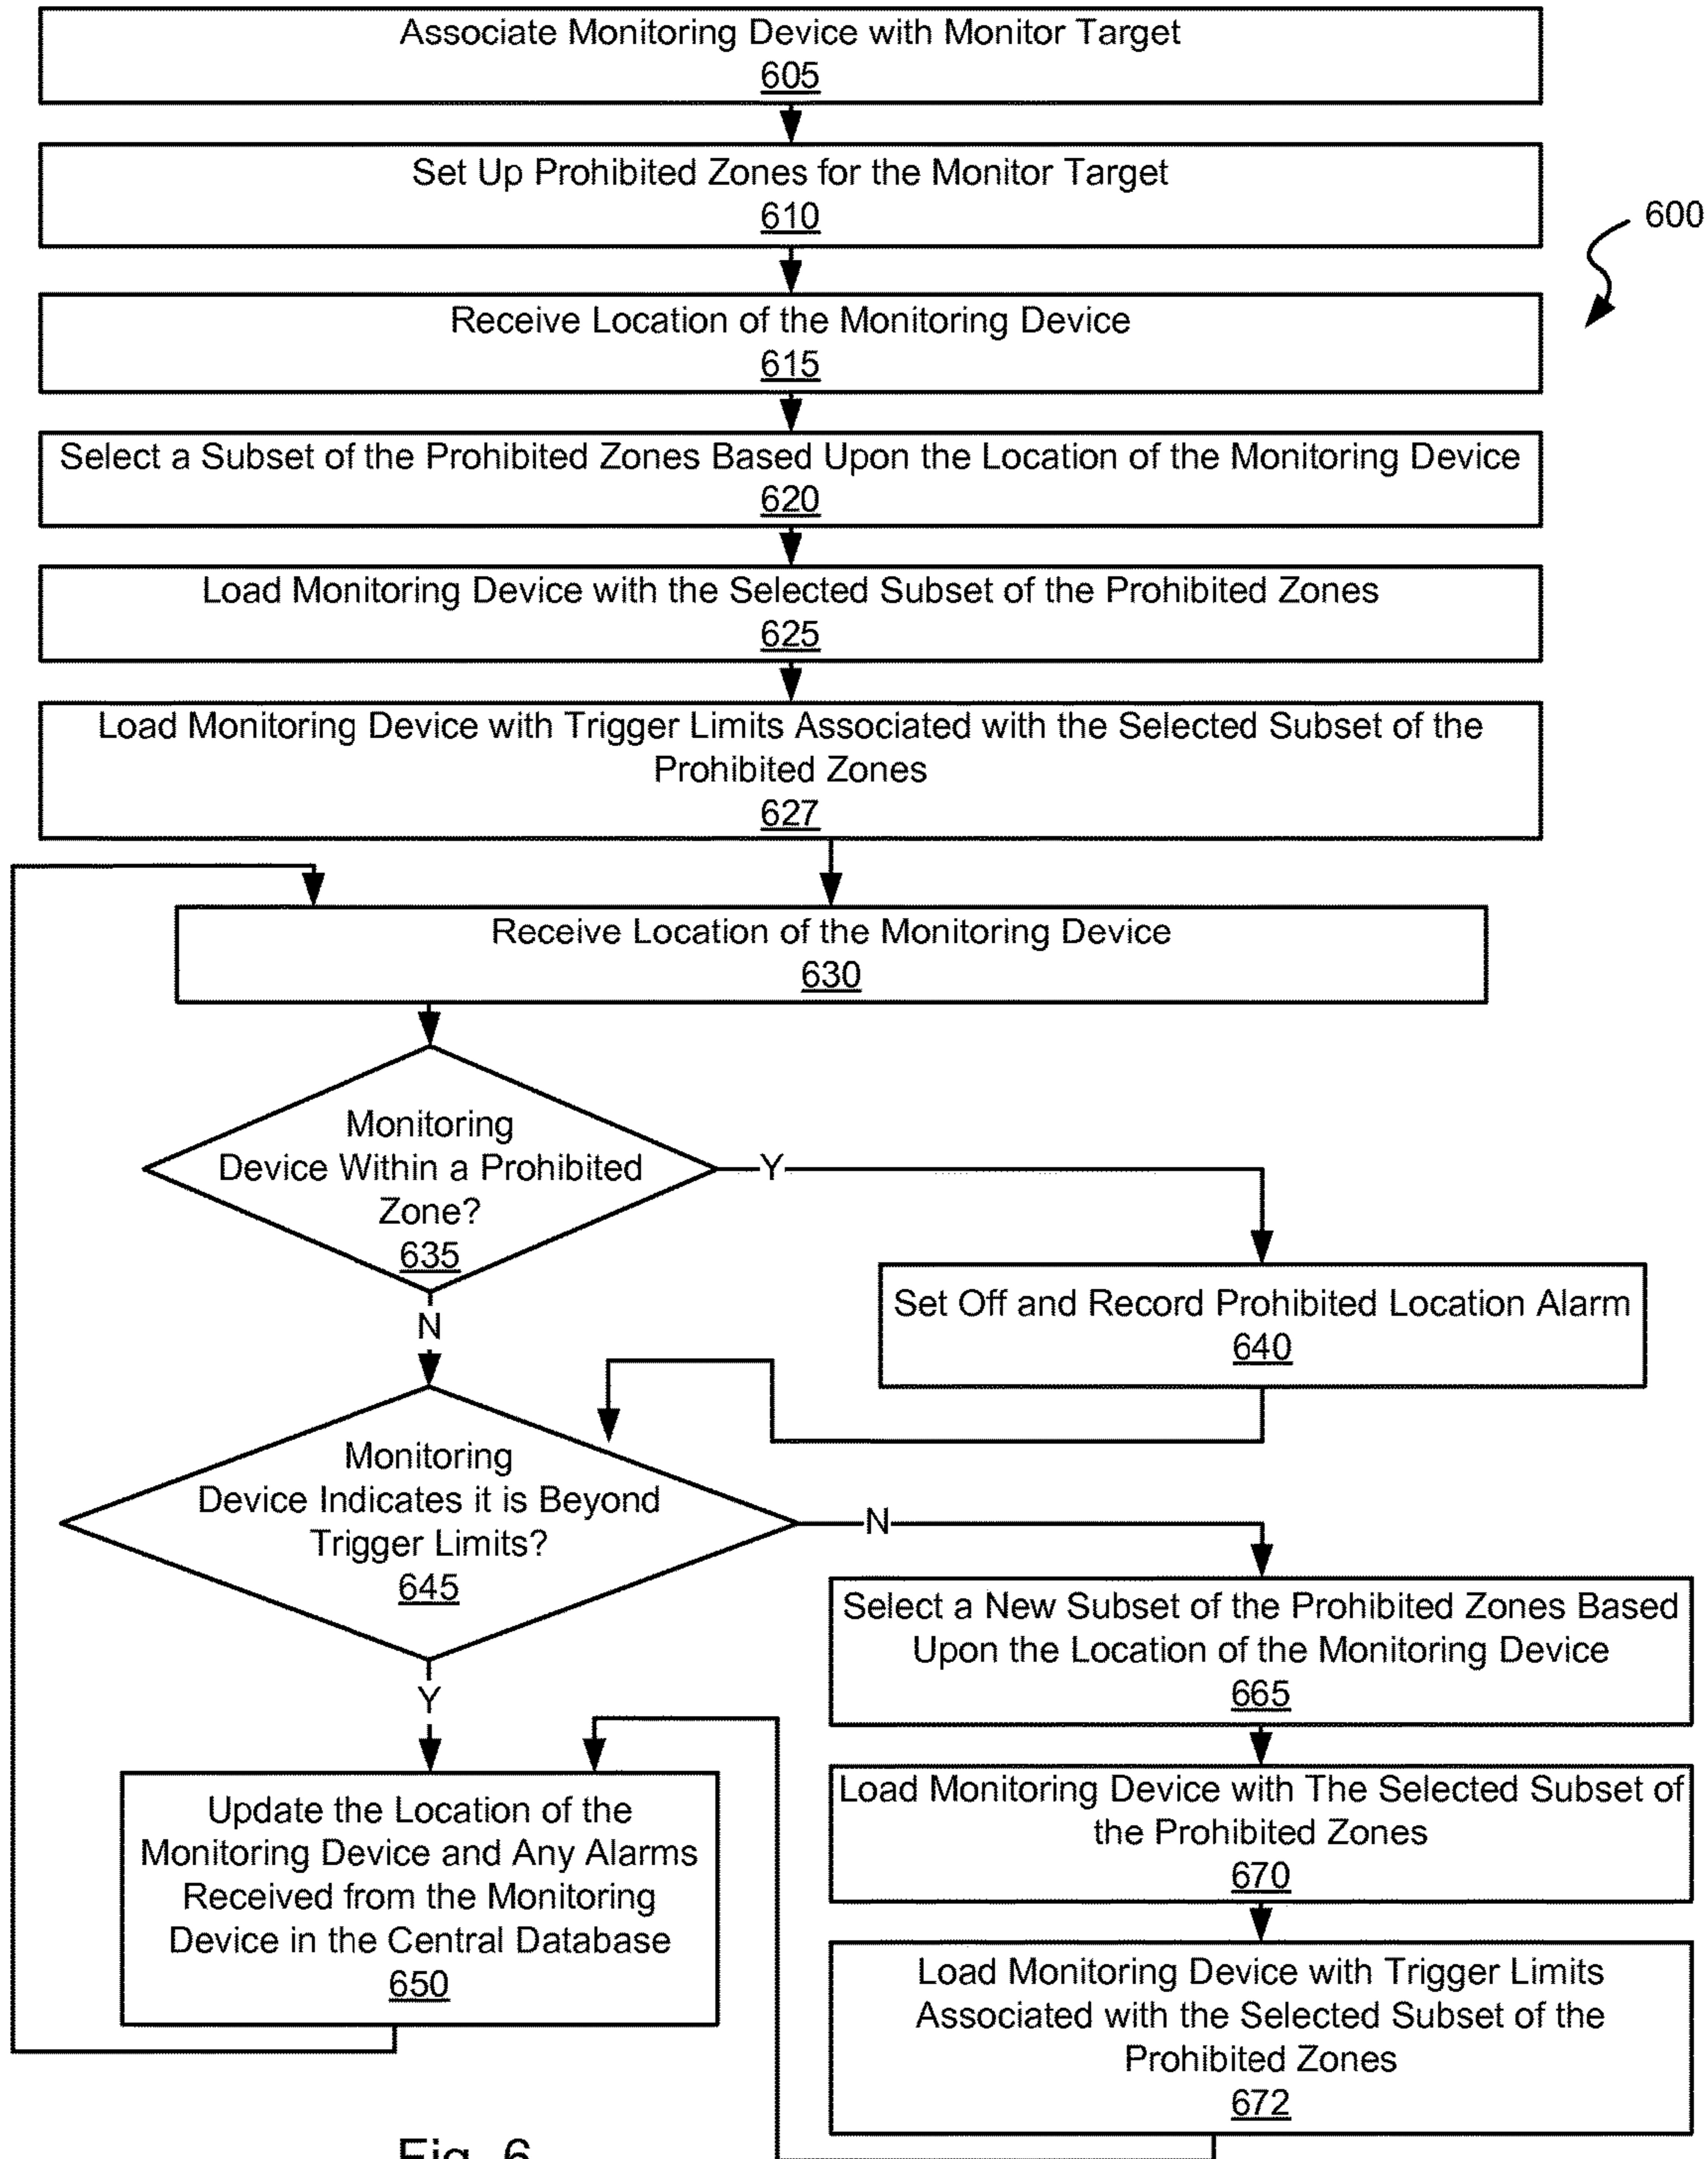 Associate Monitoring Device with Monitor Target
605
Set Up Prohibited Zones for the Monitor Target
610
600
Receive Location of the Monitoring Device
615
Select a Subset of the Prohibited Zones Based Upon the Location of the Monitoring Device
620
Load Monitoring Device with the Selected Subset of the Prohibited Zones
625
Load Monitoring Device with Trigger Limits Associated with the Selected Subset of the
Prohibited Zones
627
Receive Location of the Monitoring Device
630
Monitoring
Device Within a Prohibited
Zone?
635
Y
N
Set Off and Record Prohibited Location Alarm
640
Monitoring
Device Indicates it is Beyond
Trigger Limits?
645
N
Y
Select a New Subset of the Prohibited Zones Based
Upon the Location of the Monitoring Device
665
Load Monitoring Device with The Selected Subset of
the Prohibited Zones
670
Update the Location of the
Monitoring Device and Any Alarms
Received from the Monitoring
Device in the Central Database
650
Load Monitoring Device with Trigger Limits
Associated with the Selected Subset of the
Prohibited Zones
672
Fig. 6